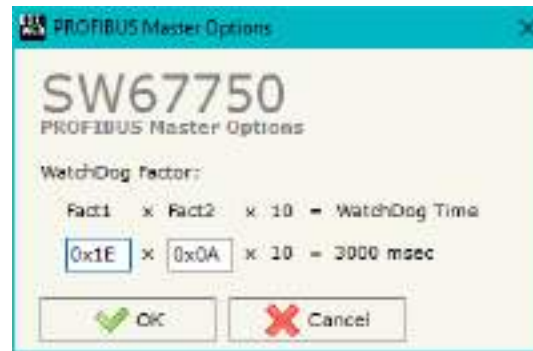 PROFIBUS Master Options
SW67750
PROFIBUS Master Options
WatchDog Factor:
Fact1 x Fact2 x 10 = WatchDog Time
0x1E x 0x0A x 10 = 3000 msec
OK Cancel